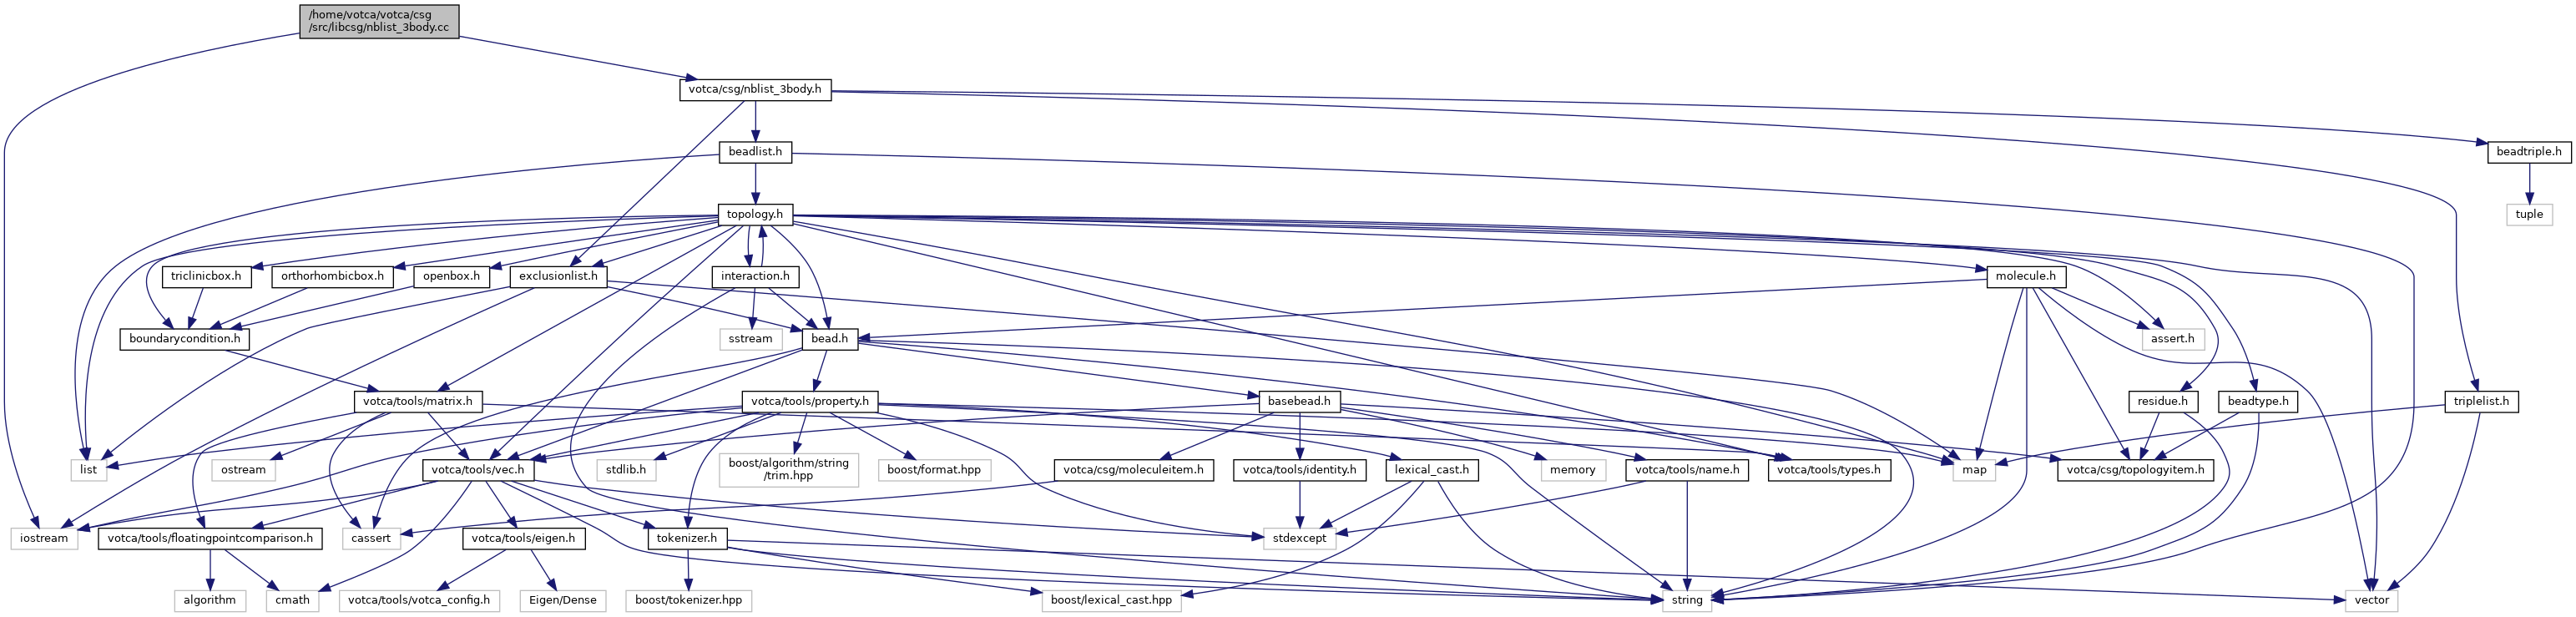 /home/votca/votca/csg
/src/libcsg/nblist_3body.cc
votca/csg/nblist_3body.h
beadlist.h
beadtriple.h
topology.h
tuple
triclinicbox.h
orthorhombicbox.h
openbox.h
exclusionlist.h
interaction.h
molecule.h
boundarycondition.h
sstream
bead.h
assert.h
votca/tools/matrix.h
votca/tools/property.h
basebead.h
residue.h
beadtype.h
triplelist.h
list
ostream
votca/tools/vec.h
stdlib.h
boost/algorithm/string
/trim.hpp
boost/format.hpp
votca/csg/moleculeitem.h
votca/tools/identity.h
lexical_cast.h
memory
votca/tools/name.h
votca/tools/types.h
map
votca/csg/topologyitem.h
iostream
votca/tools/floatingpointcomparison.h
cassert
votca/tools/eigen.h
tokenizer.h
stdexcept
algorithm
cmath
votca/tools/votca_config.h
Eigen/Dense
boost/tokenizer.hpp
boost/lexical_cast.hpp
string
vector